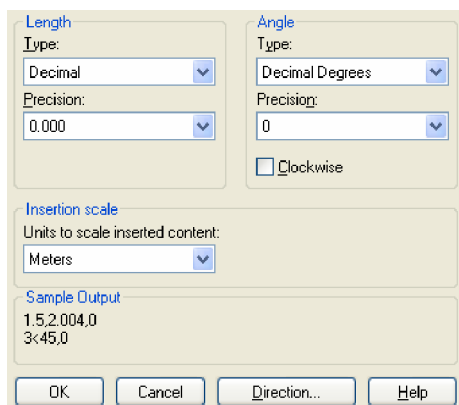 Length
Type:
Decimal
Precision:
0.000
Angle
Type:
Decimal Degrees
Precision:
0
Clockwise
Insertion scale
Units to scale inserted content:
Meters
Sample Output
1.5,2.004,0
3<45,0
OK Cancel Direction... Help